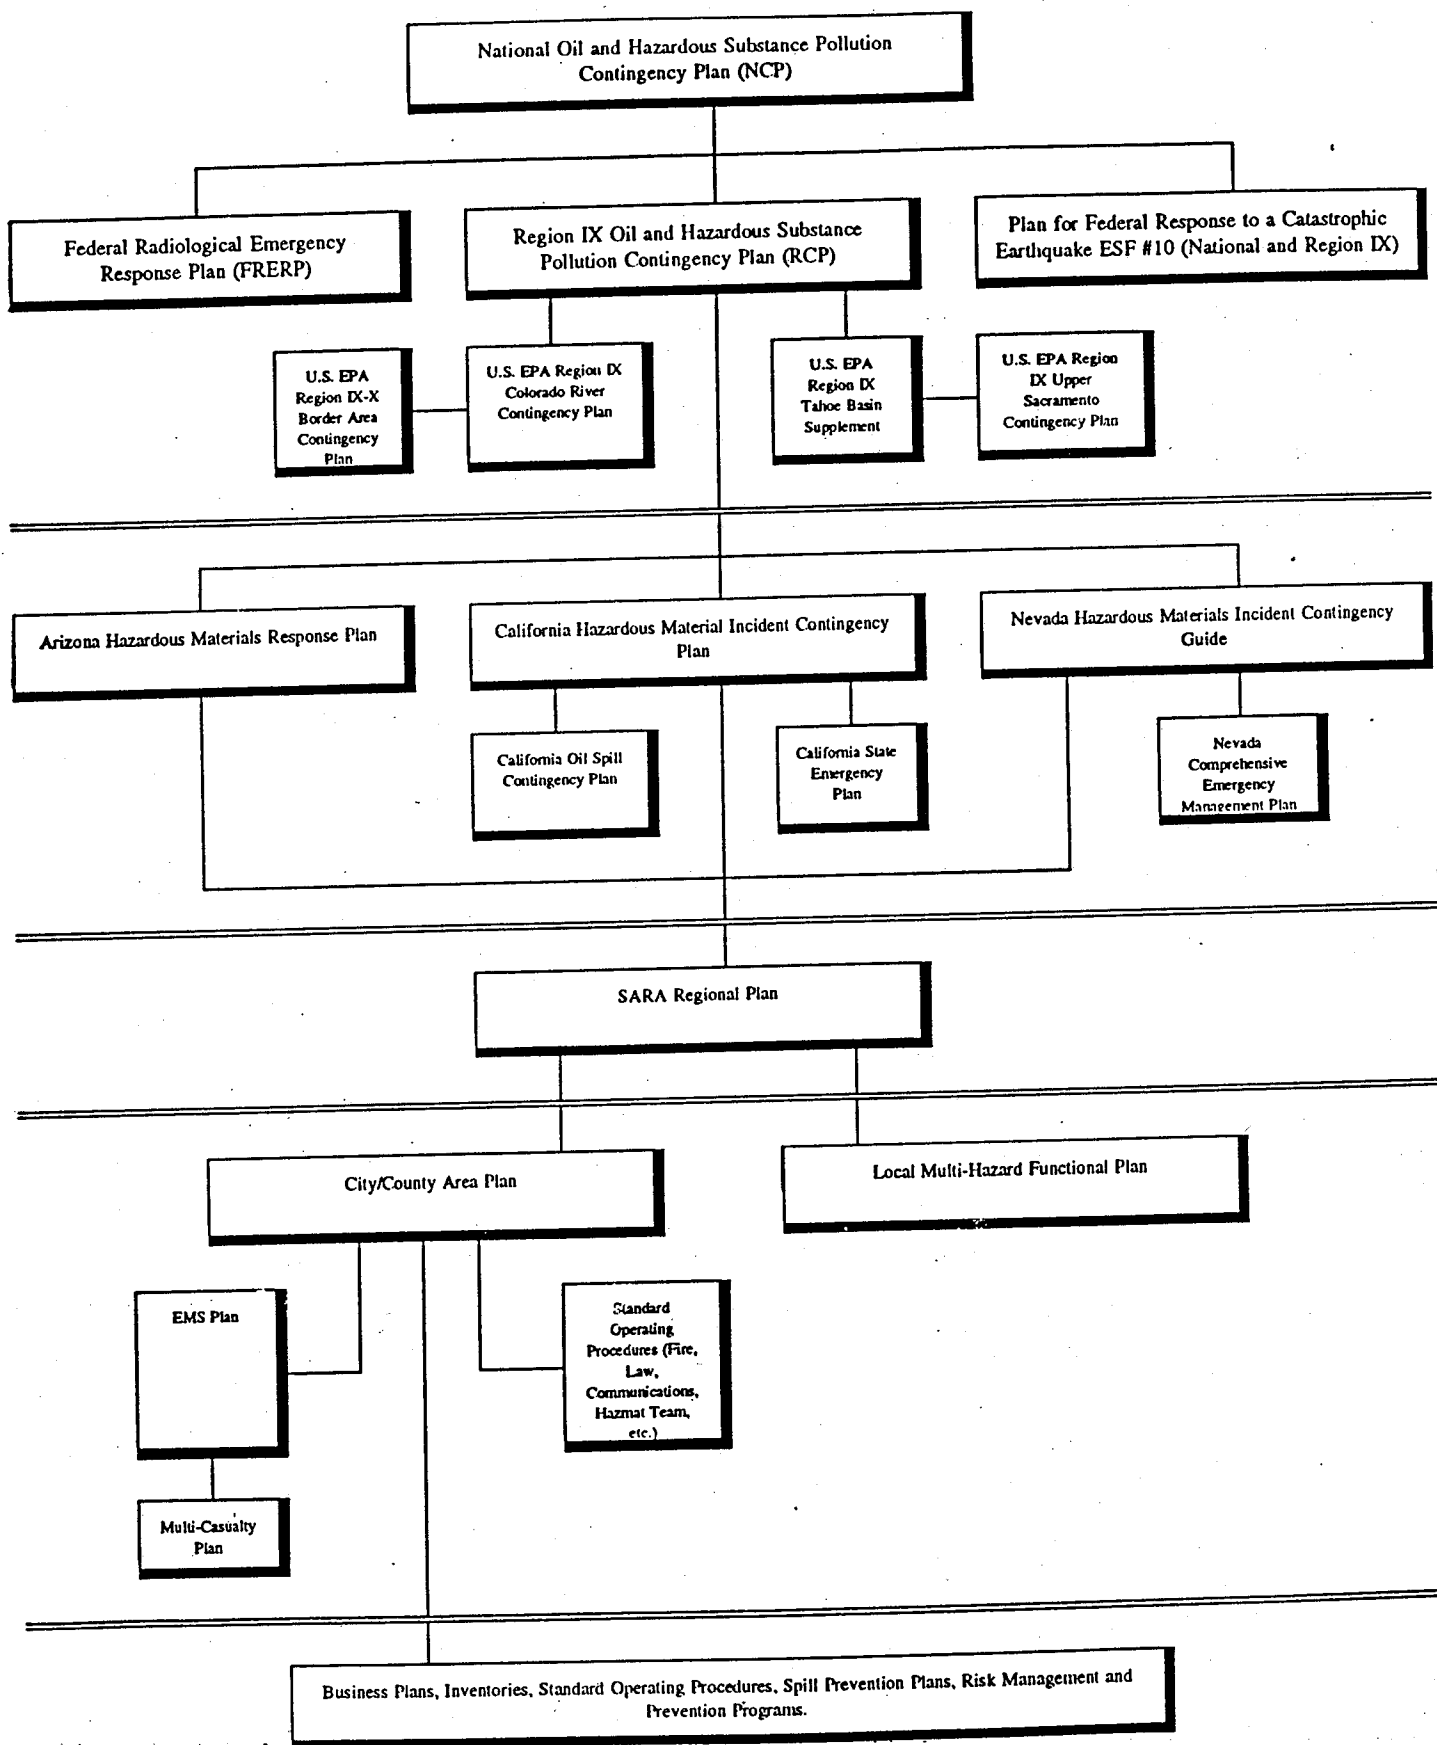 National Oil and Hazardous Substance Pollution
Contingency Plan (NCP)
Federal Radiological Emergency
Response Plan (FRERP)
Region IX Oil and Hazardous Substance
Pollution Contingency Plan (RCP)
Plan for Federal Response to a Catastrophic
Earthquake ESF #10 (National and Region IX)
U.S. EPA
Region IX-X
Border Area
Contingency
Plan
U.S. EPA Region IX
Colorado River
Contingency Plan
U.S. EPA
Region IX
Tahoe Basin
Supplement
U.S. EPA Region
IX Upper
Sacramento
Contingency Plan
Arizona Hazardous Materials Response Plan
California Hazardous Material Incident Contingency
Plan
Nevada Hazardous Materials Incident Contingency
Guide
California Oil Spill
Contingency Plan
California State
Emergency
Plan
Nevada
Comprehensive
Emergency
Management Plan
SARA Regional Plan
City/County Area Plan
Local Multi-Hazard Functional Plan
EMS Plan
Standard
Operating
Procedures (Fire,
Law,
Communications,
Hazmat Team,
etc.)
Multi-Casualty
Plan
Business Plans, Inventories, Standard Operating Procedures, Spill Prevention Plans, Risk Management and
Prevention Programs.